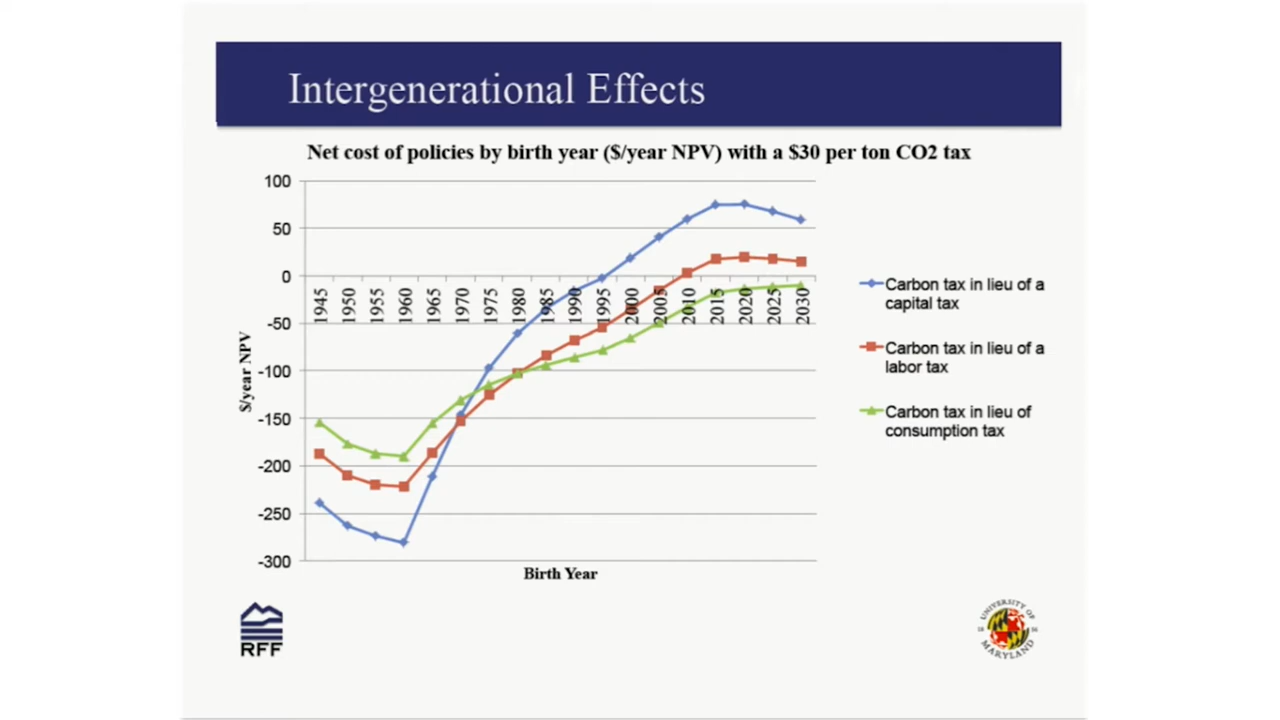 Intergenerational Effects
Net cost of policies by birth year ($/year NPV) with a $30 per ton CO2 tax
100
50
0
-50
-100
-150
-200
-250
-300
$/year NPV
1945
1950
1955
1960
1965
1970
1975
1980
1985
1990
1995
2000
2005
2010
2015
2020
2025
2030
Birth Year
Carbon tax in lieu of a
capital tax
Carbon tax in lieu of a
labor tax
Carbon tax in lieu of
consumption tax
RFF
UNIVERSITY OF
MARYLAND